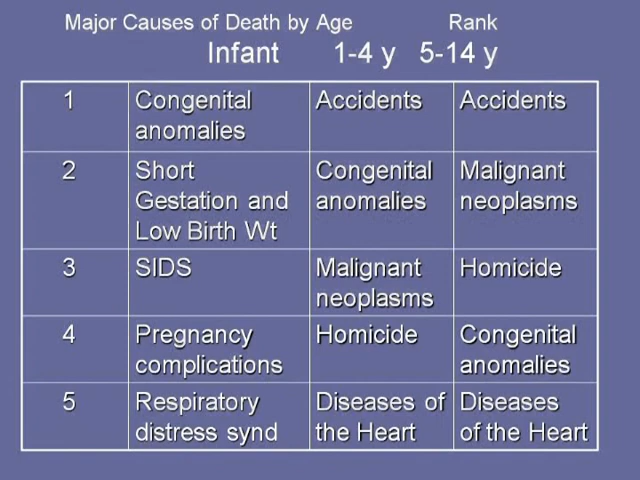 Major Causes of Death by Age Rank
Infant 1-4 y 5-14 y
1 Congenital Accidents Accidents
anomalies
2 Short Congenital Malignant
Gestation and anomalies neoplasms
Low Birth Wt
3 SIDS Malignant Homicide
neoplasms
4 Pregnancy Homicide Congenital
complications anomalies
5 Respiratory Diseases of Diseases
distress synd the Heart of the Heart